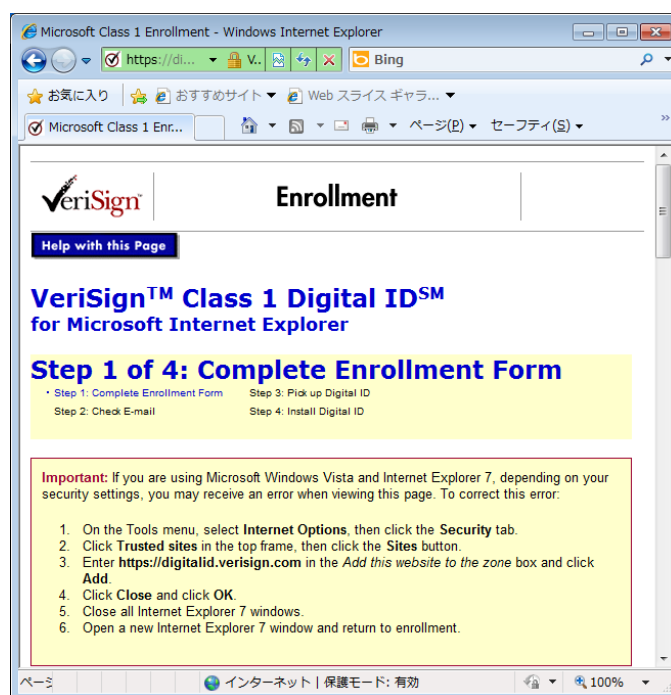 Microsoft Class 1 Enrollment - Windows Internet Explorer
https://di... V.. Bing
お気に入り おすすめサイト Web スライス ギャラ...
Microsoft Class 1 Enr... ページ(P) セーフティ(S) »
VeriSign™ Enrollment
Help with this Page
VeriSign™ Class 1 Digital ID℠
for Microsoft Internet Explorer
Step 1 of 4: Complete Enrollment Form
· Step 1: Complete Enrollment Form Step 3: Pick up Digital ID
Step 2: Check E-mail Step 4: Install Digital ID
Important: If you are using Microsoft Windows Vista and Internet Explorer 7, depending on your
security settings, you may receive an error when viewing this page. To correct this error:
1. On the Tools menu, select Internet Options, then click the Security tab.
2. Click Trusted sites in the top frame, then click the Sites button.
3. Enter https://digitalid.verisign.com in the Add this website to the zone box and click
Add.
4. Click Close and click OK.
5. Close all Internet Explorer 7 windows.
6. Open a new Internet Explorer 7 window and return to enrollment.
ページ インターネット | 保護モード: 有効 100%